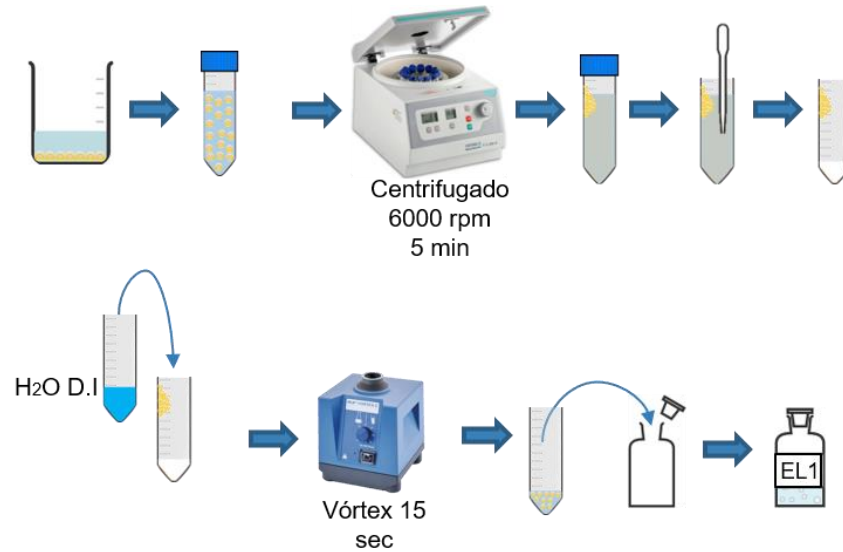 Centrifugado
6000 rpm
5 min
H2O D.I
Vórtex 15
sec
EL1